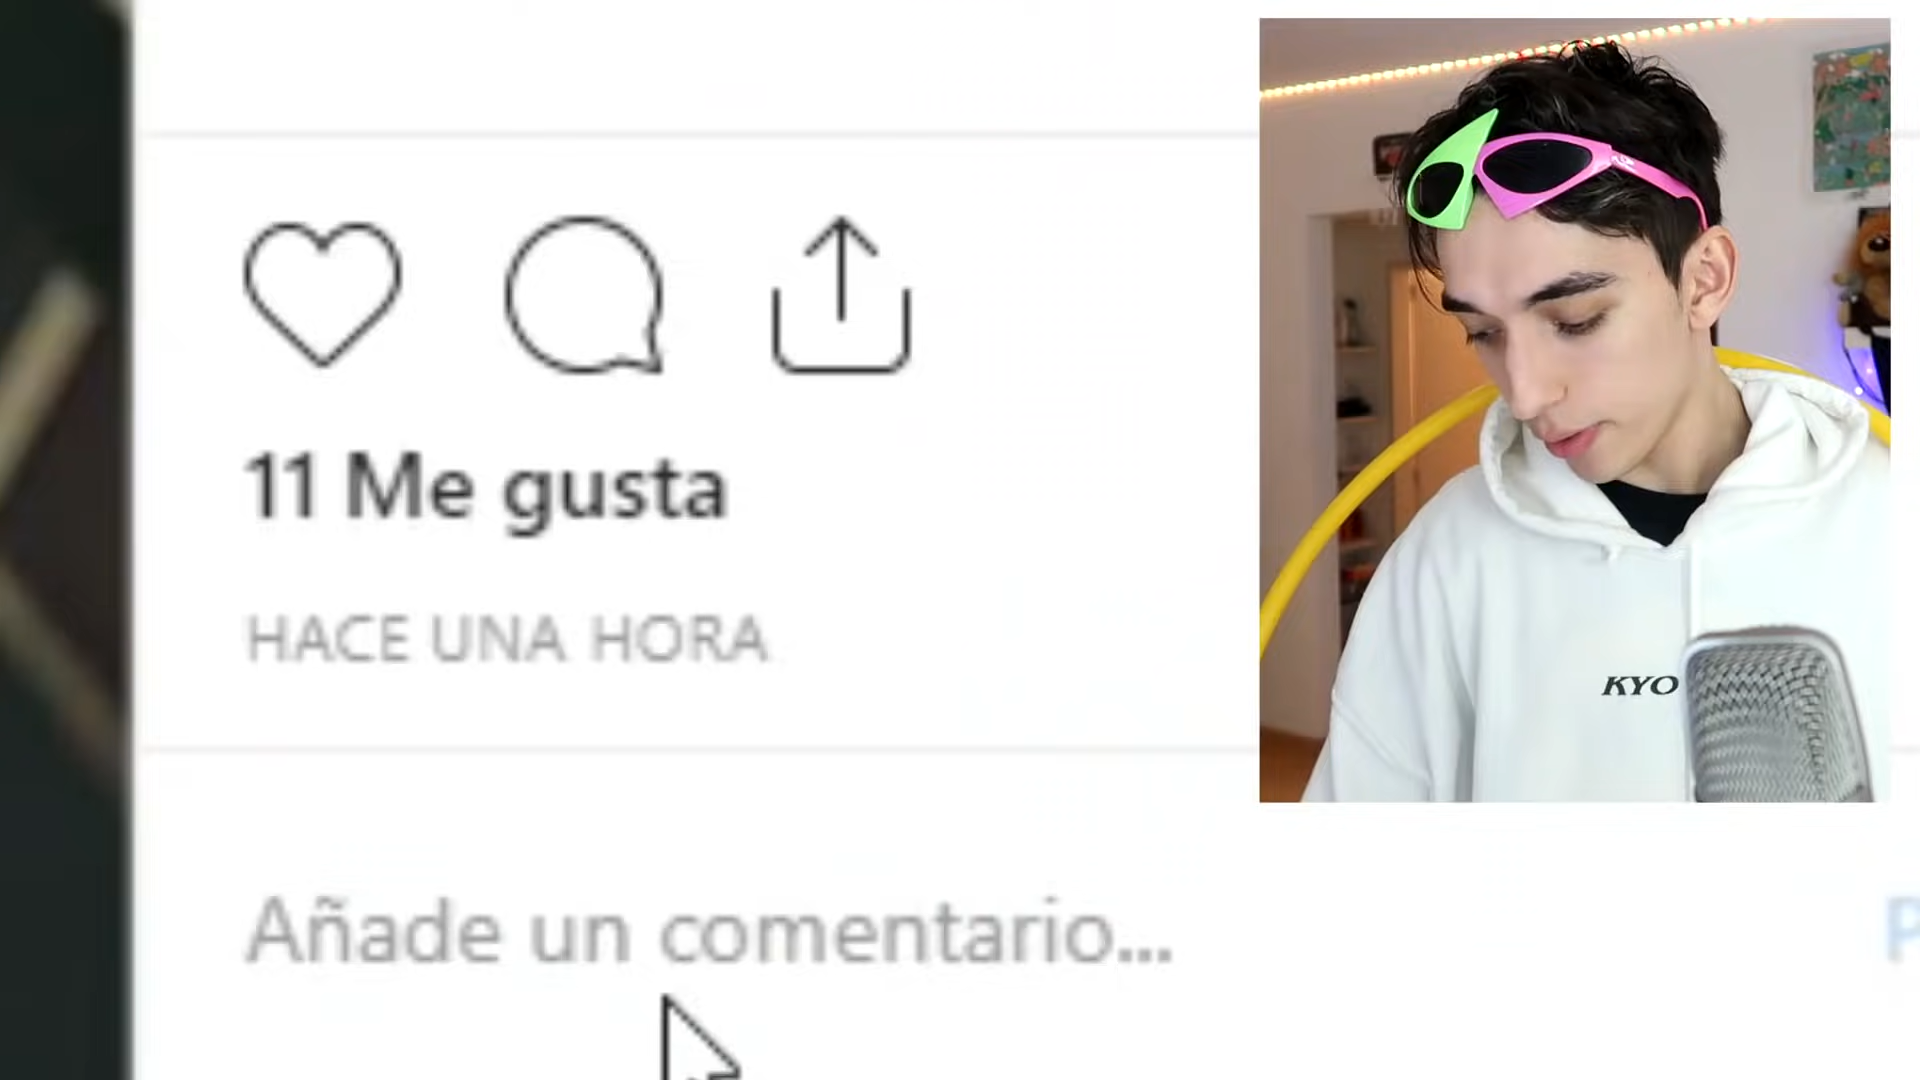 11 Me gusta
HACE UNA HORA
Añade un comentario...
P
KYO